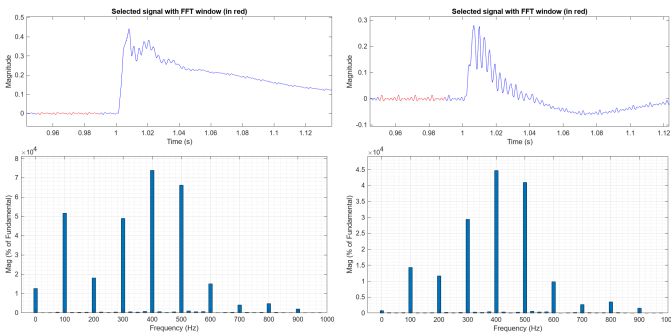 Selected signal with FFT window (in red)
0.5
0.4
0.3
0.2
0.1
0
-0.1
Magnitude
0.96 0.98 1 1.02 1.04 1.06 1.08 1.1 1.12
Time (s)
Selected signal with FFT window (in red)
0.3
0.2
0.1
0
-0.1
Magnitude
0.96 0.98 1 1.02 1.04 1.06 1.08 1.1 1.12
Time (s)
×10⁴
8
7
6
5
4
3
2
1
0
Mag (% of Fundamental)
0 100 200 300 400 500 600 700 800 900 1000
Frequency (Hz)
×10⁴
4.5
4
3.5
3
2.5
2
1.5
1
0.5
0
Mag (% of Fundamental)
0 100 200 300 400 500 600 700 800 900 1000
Frequency (Hz)